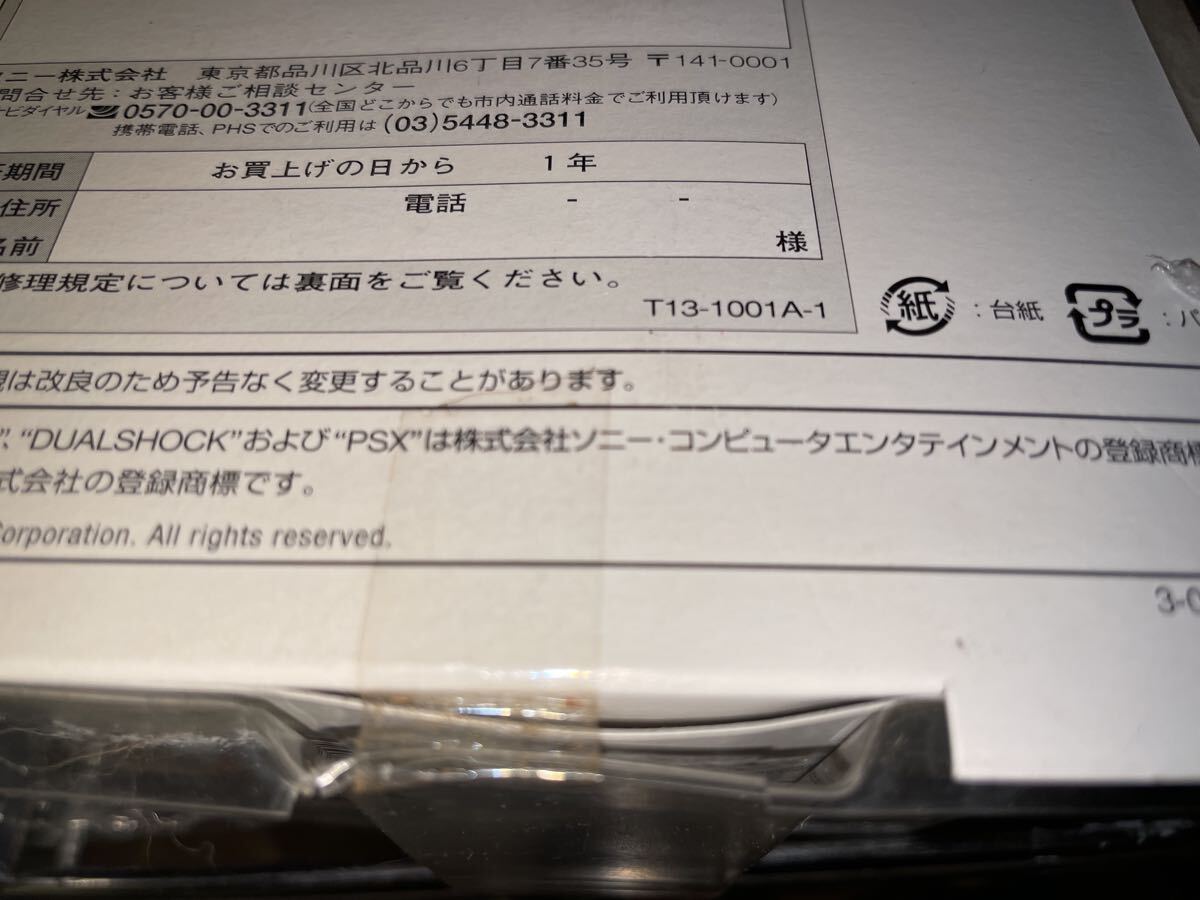 ニー株式会社 東京都品川区北品川6丁目7番35号 〒141-0001
問合せ先：お客様ご相談センター
ナビダイヤル 0570-00-3311(全国どこからでも市内通話料金でご利用頂けます)
携帯電話、PHSでのご利用は (03)5448-3311
期間 お買上げの日から 1年
住所 電話 - -
名前 様
修理規定については裏面をご覧ください。
T13-1001A-1
紙：台紙 プラ：パ
観は改良のため予告なく変更することがあります。
”、“DUALSHOCK”および“PSX”は株式会社ソニー・コンピュータエンタテインメントの登録商標
式会社の登録商標です。
Corporation. All rights reserved.
3-